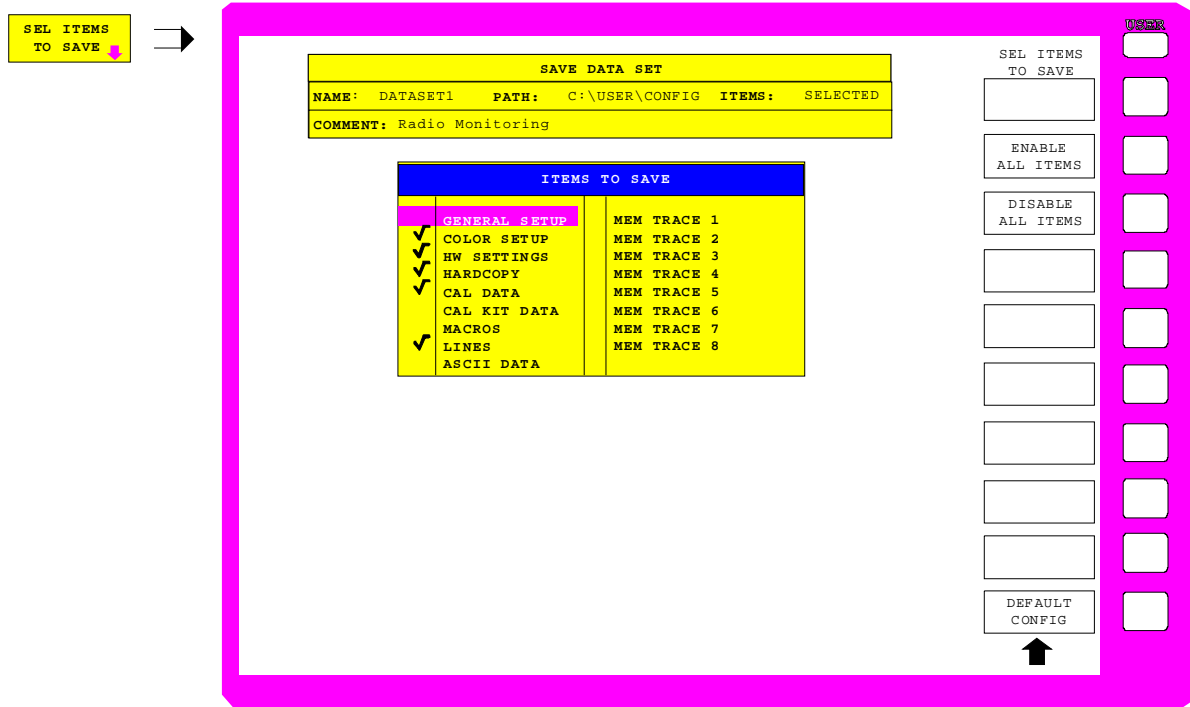 SEL ITEMS
TO SAVE
USER
SEL ITEMS
TO SAVE
SAVE DATA SET
NAME: DATASET1 PATH: C:\USER\CONFIG ITEMS: SELECTED
COMMENT: Radio Monitoring
ENABLE
ALL ITEMS
DISABLE
ALL ITEMS
ITEMS TO SAVE
GENERAL SETUP MEM TRACE 1
COLOR SETUP MEM TRACE 2
HW SETTINGS MEM TRACE 3
HARDCOPY MEM TRACE 4
CAL DATA MEM TRACE 5
CAL KIT DATA MEM TRACE 6
MACROS MEM TRACE 7
LINES MEM TRACE 8
ASCII DATA
DEFAULT
CONFIG